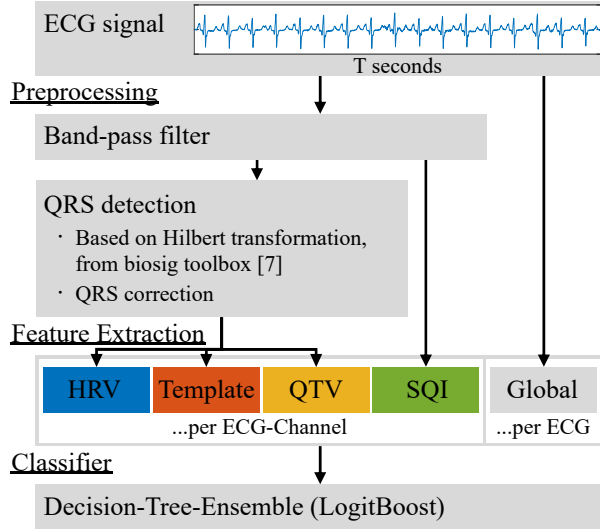 ECG signal
T seconds
Preprocessing
Band-pass filter
QRS detection
· Based on Hilbert transformation,
from biosig toolbox [7]
· QRS correction
Feature Extraction
HRV Template QTV SQI Global
...per ECG-Channel ...per ECG
Classifier
Decision-Tree-Ensemble (LogitBoost)